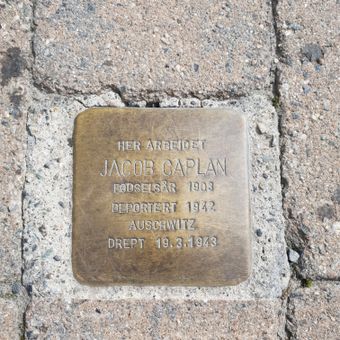 HER ARBEIDET
JACOB CAPLAN
FØDSELSÅR 1903
DEPORTERT 1942
AUSCHWITZ
DREPT 19.3.1943